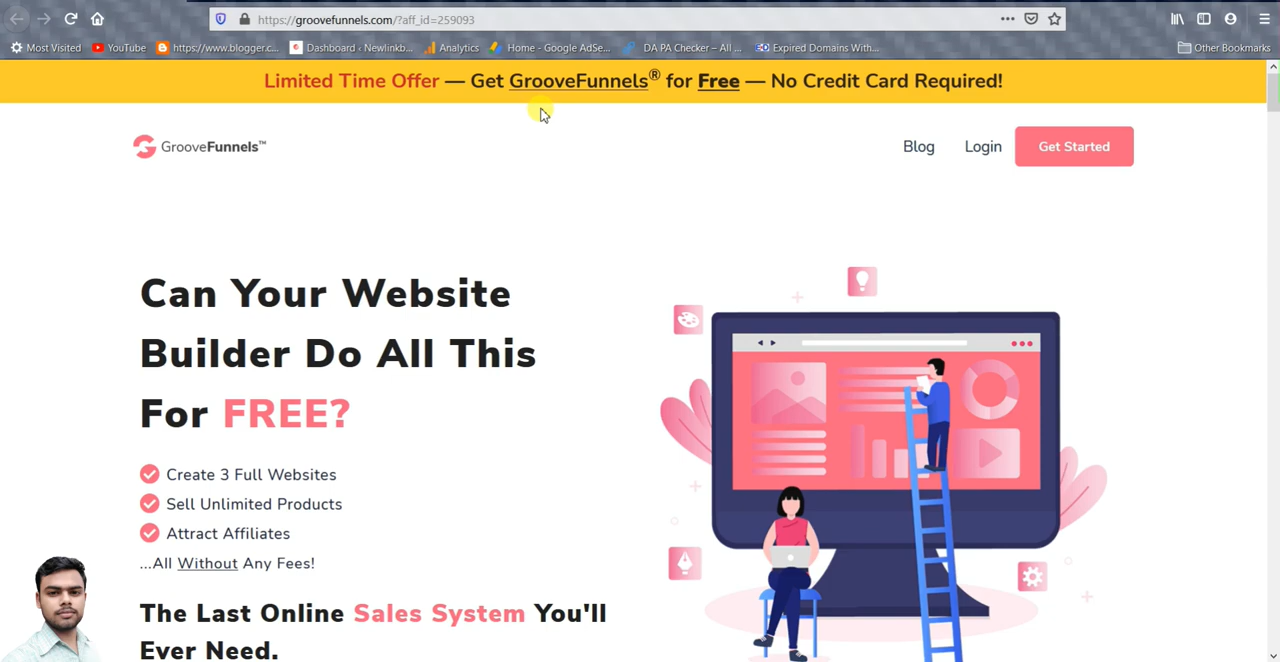 https://groovefunnels.com/?aff_id=259093
Most Visited YouTube https://www.blogger.c... Dashboard ‹ Newlinkb... Analytics Home - Google AdSe... DA PA Checker – All ... Expired Domains With... Other Bookmarks
Limited Time Offer — Get GrooveFunnels® for Free — No Credit Card Required!
GrooveFunnels™ Blog Login Get Started
Can Your Website
Builder Do All This
For FREE?
Create 3 Full Websites
Sell Unlimited Products
Attract Affiliates
...All Without Any Fees!
The Last Online Sales System You'll
Ever Need.